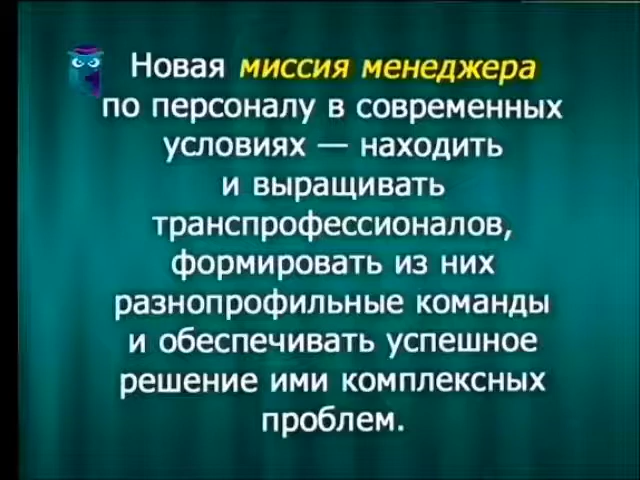 Новая миссия менеджера
по персоналу в современных
условиях — находить
и выращивать
транспрофессионалов,
формировать из них
разнопрофильные команды
и обеспечивать успешное
решение ими комплексных
проблем.